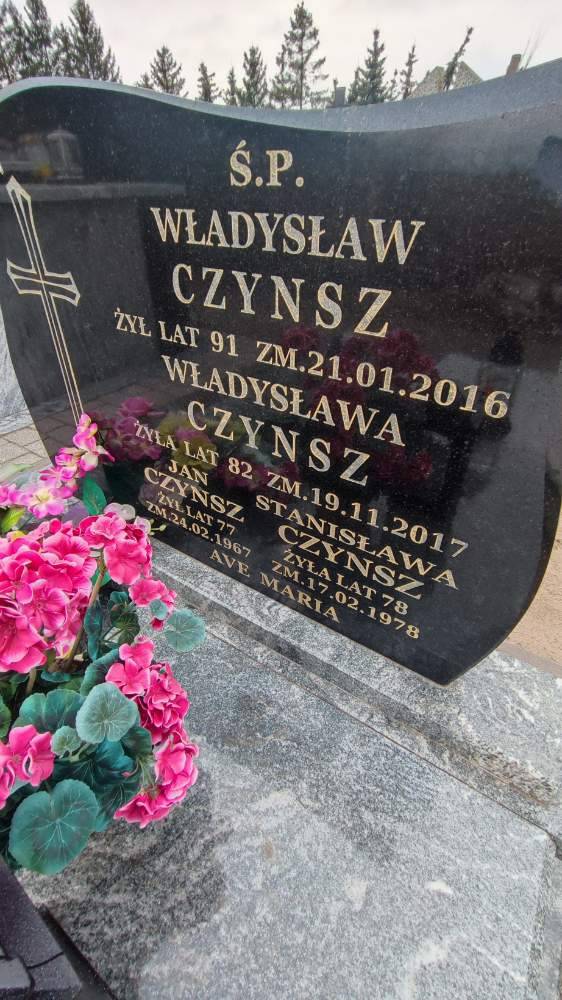 Ś.P.
WŁADYSŁAW
CZYNSZ
ŻYŁ LAT 91 ZM.21.01.2016
WŁADYSŁAWA
CZYNSZ
ŻYŁA LAT 82 ZM.19.11.2017
JAN STANISŁAWA
CZYNSZ CZYNSZ
ŻYŁ LAT 77 ŻYŁA LAT 78
ZM.24.02.1967 ZM.17.02.1978
AVE MARIA